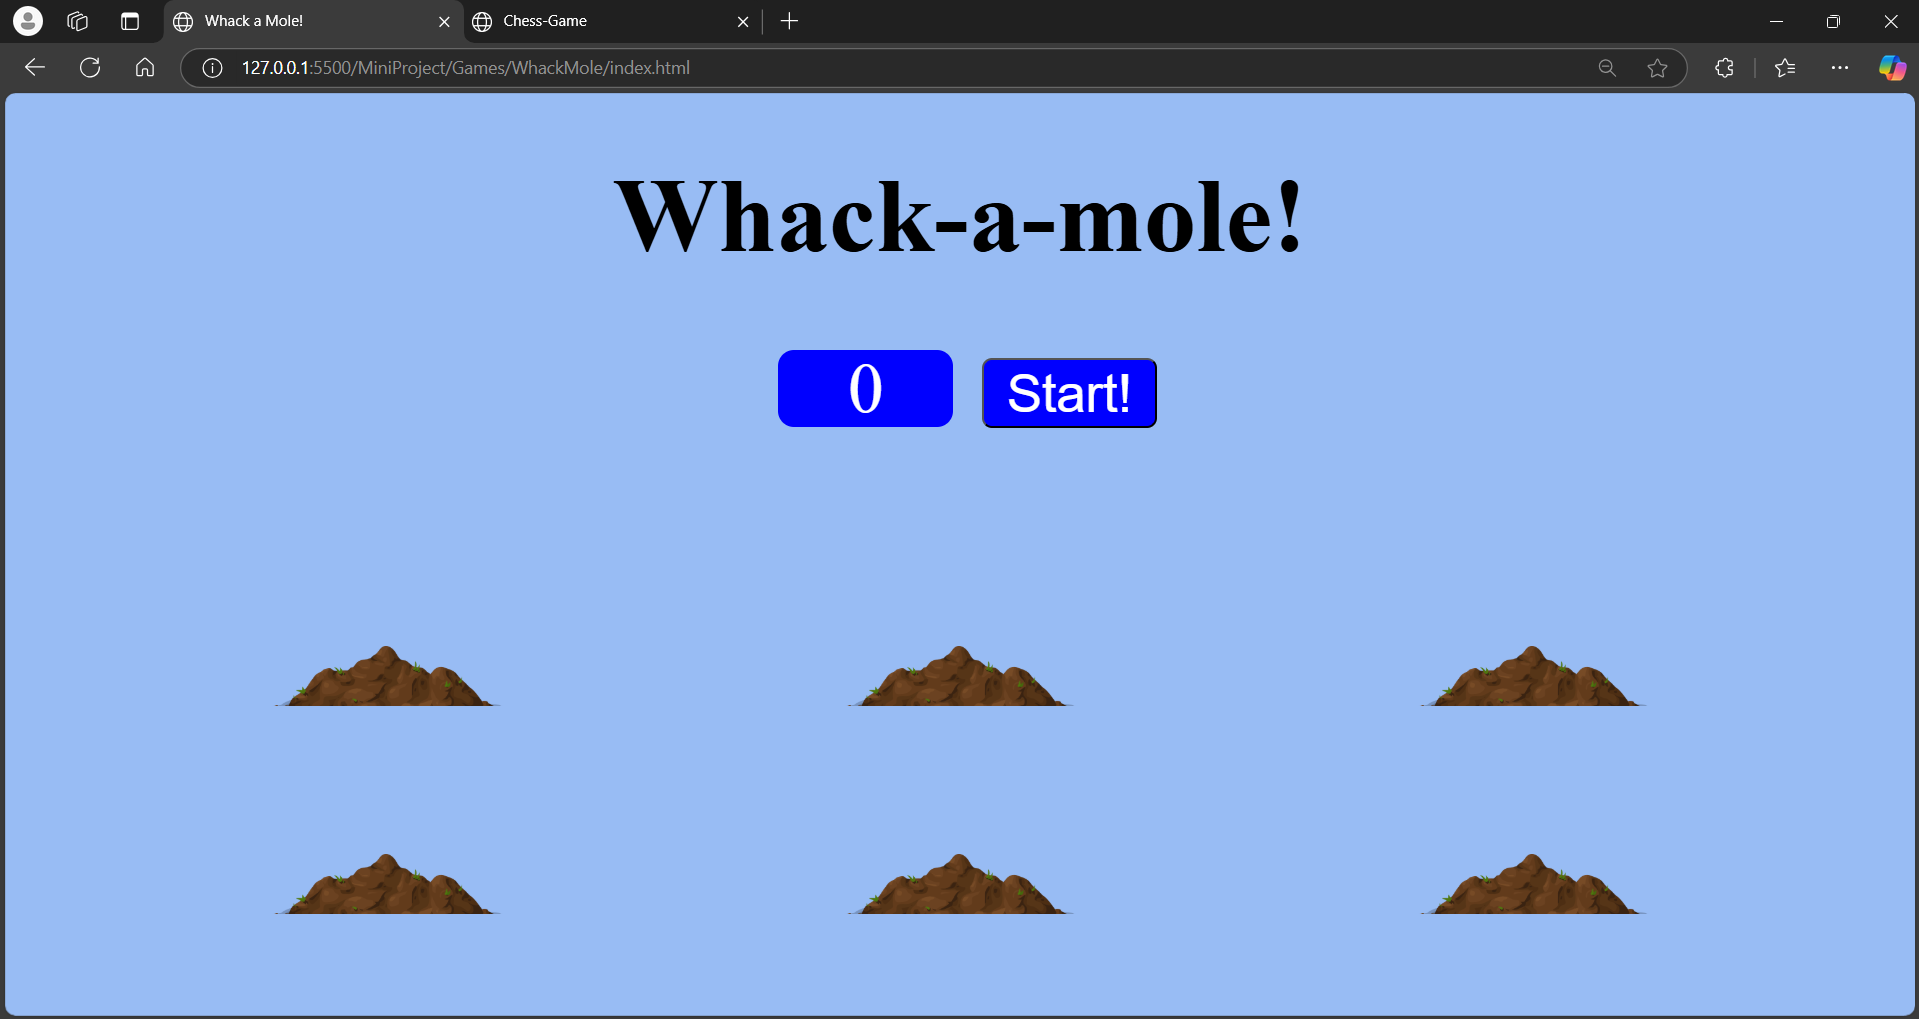 Whack a Mole!
Chess-Game
127.0.0.1:5500/MiniProject/Games/WhackMole/index.html
Whack-a-mole!
0
Start!